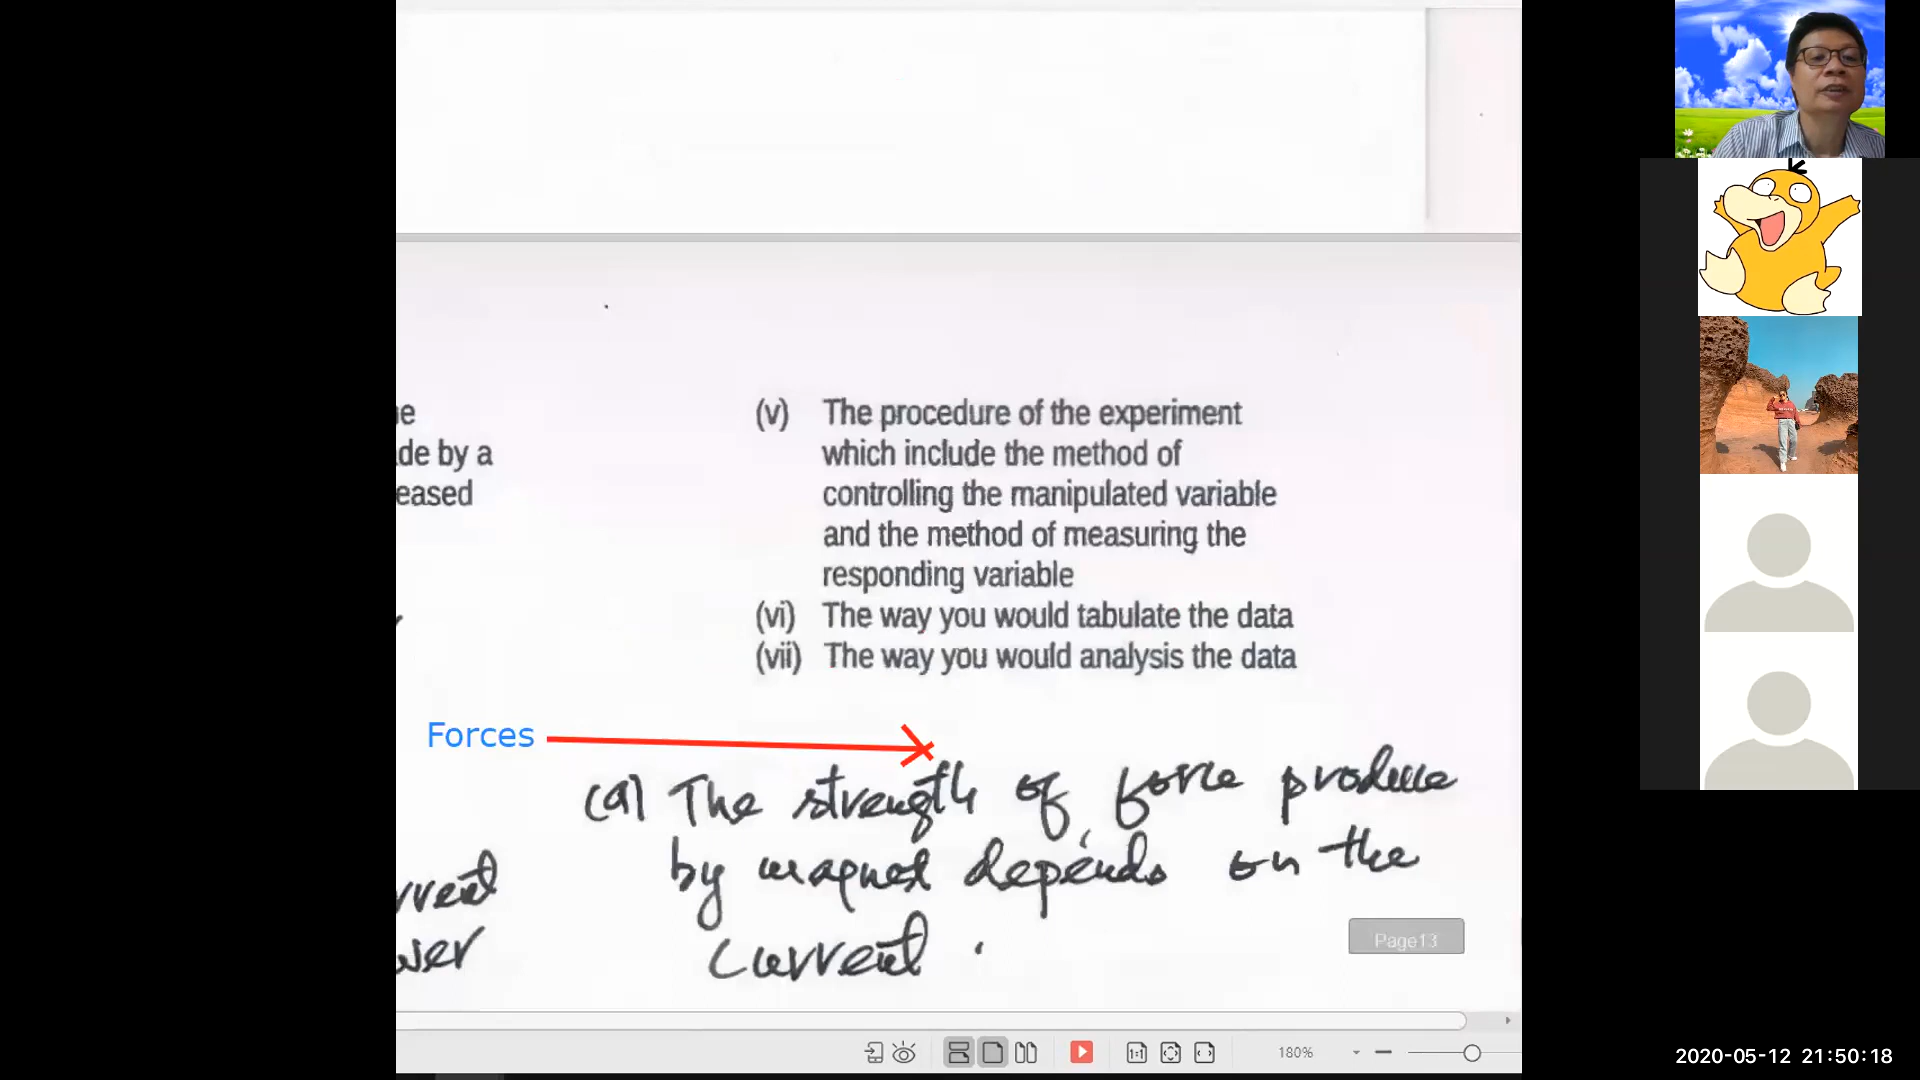 de by a
eased
(v) The procedure of the experiment
which include the method of
controlling the manipulated variable
and the method of measuring the
responding variable
(vi) The way you would tabulate the data
(vii) The way you would analysis the data
Forces
(a) The strength of force produce
by magnet depends on the
current.
Page13
180%
2020-05-12 21:50:18